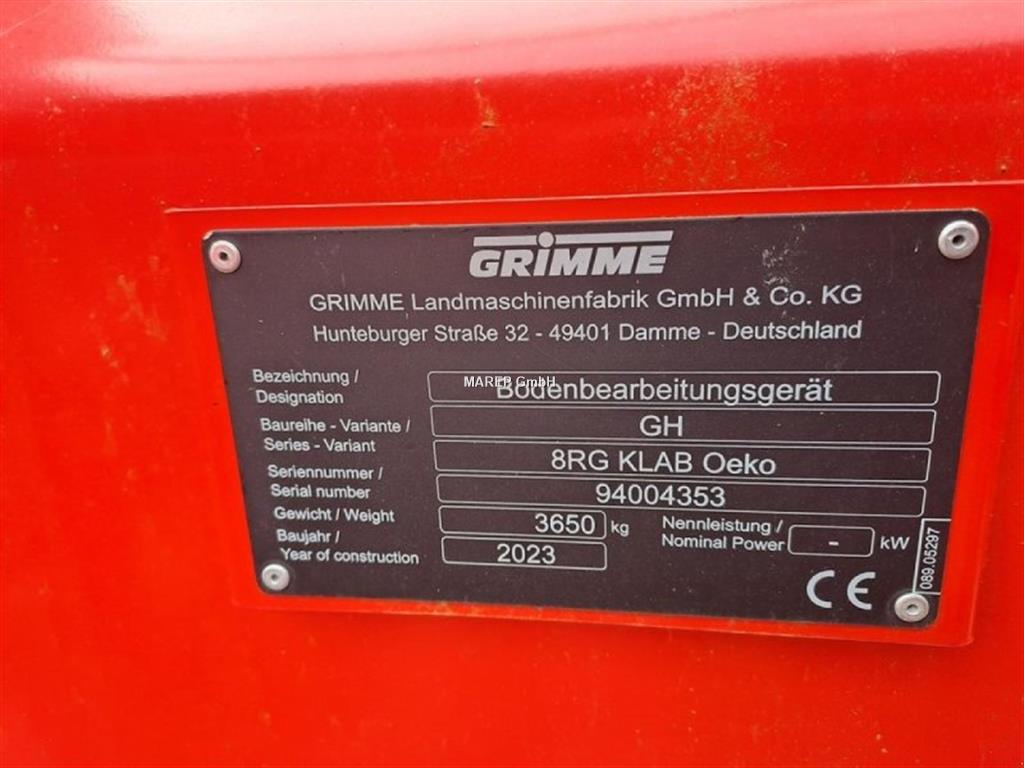 GRIMME
GRIMME Landmaschinenfabrik GmbH & Co. KG
Hunteburger Straße 32 - 49401 Damme - Deutschland
Bezeichnung /
Designation
Bodenbearbeitungsgerät
MAREP GmbH
Baureihe - Variante /
Series - Variant
GH
8RG KLAB Oeko
Seriennummer /
Serial number
94004353
Gewicht / Weight
3650 kg
Nennleistung /
Nominal Power
- kW
Baujahr /
Year of construction
2023
CE
089.05297